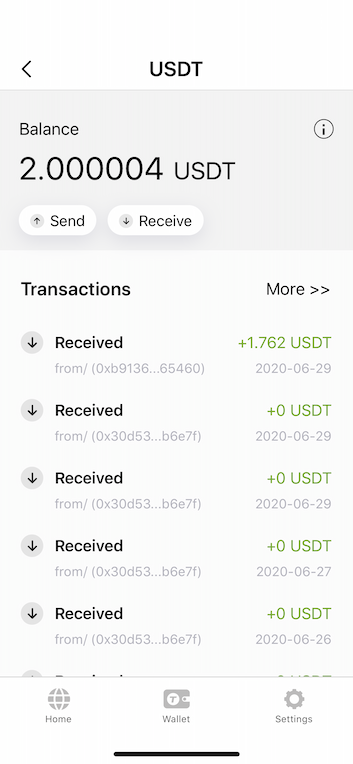 USDT
Balance
2.000004 USDT
Send Receive
Transactions More >>
Received +1.762 USDT
from/ (0xb9136...65460) 2020-06-29
Received +0 USDT
from/ (0x30d53...b6e7f) 2020-06-29
Received +0 USDT
from/ (0x30d53...b6e7f) 2020-06-29
Received +0 USDT
from/ (0x30d53...b6e7f) 2020-06-27
Received +0 USDT
from/ (0x30d53...b6e7f) 2020-06-26
Home Wallet Settings